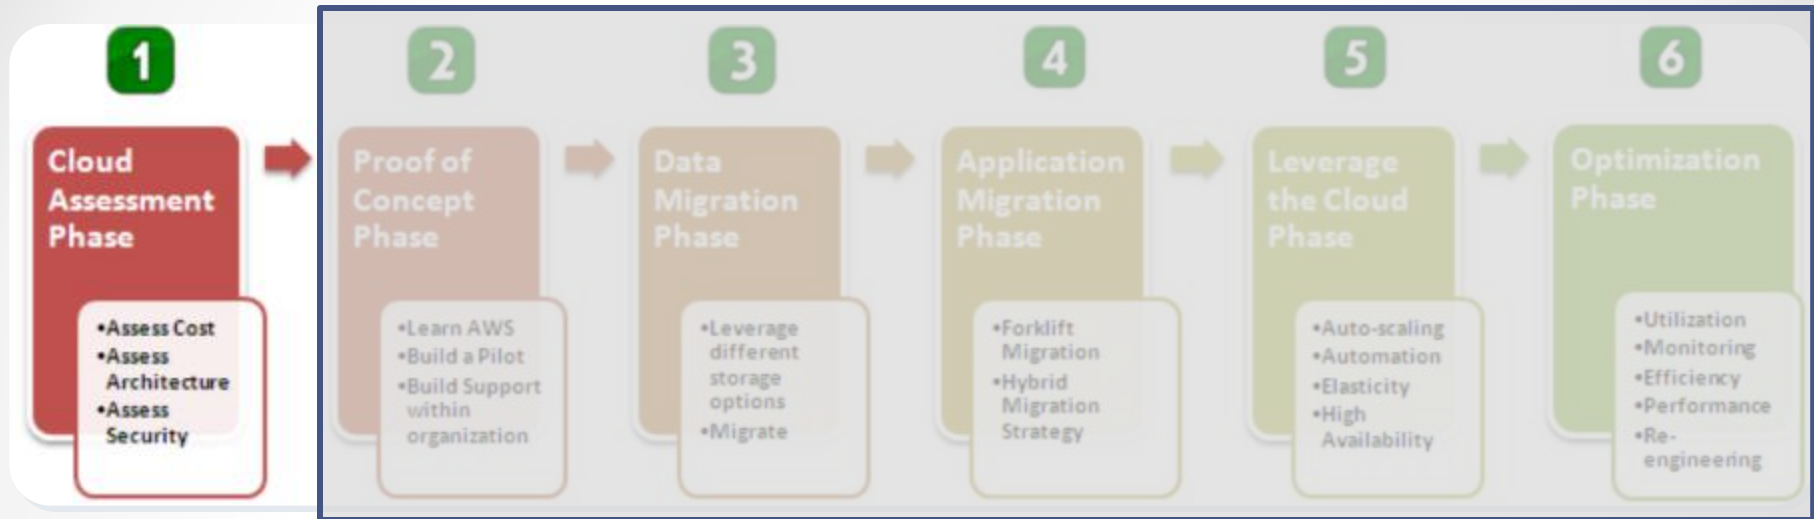 1
Cloud
Assessment
Phase
•Assess Cost
•Assess
Architecture
•Assess
Security
2
Proof of
Concept
Phase
•Learn AWS
•Build a Pilot
•Build Support
within
organization
3
Data
Migration
Phase
•Leverage
different
storage
options
•Migrate
4
Application
Migration
Phase
•Forklift
Migration
•Hybrid
Migration
Strategy
5
Leverage
the Cloud
Phase
•Auto-scaling
•Automation
•Elasticity
•High
Availability
6
Optimization
Phase
•Utilization
•Monitoring
•Efficiency
•Performance
•Re-
engineering